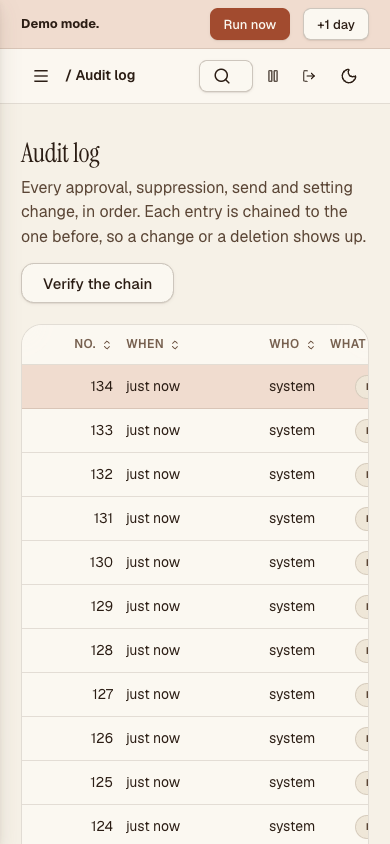 Demo mode.
Run now
+1 day
/ Audit log
Audit log
Every approval, suppression, send and setting
change, in order. Each entry is chained to the
one before, so a change or a deletion shows up.
Verify the chain
NO. WHEN WHO WHAT
134 just now system
133 just now system
132 just now system
131 just now system
130 just now system
129 just now system
128 just now system
127 just now system
126 just now system
125 just now system
124 just now system